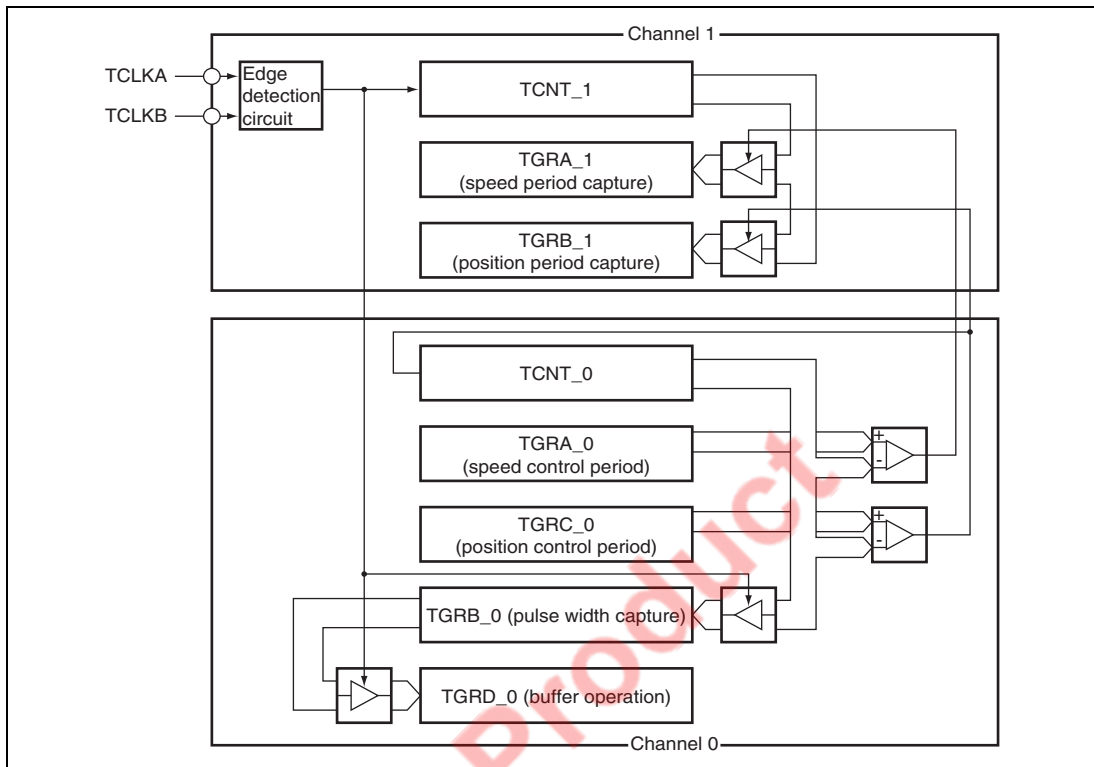 Channel 1
TCLKA
TCLKB
Edge
detection
circuit
TCNT_1
TGRA_1
(speed period capture)
TGRB_1
(position period capture)
TCNT_0
TGRA_0
(speed control period)
+
-
TGRC_0
(position control period)
+
-
TGRB_0 (pulse width capture)
TGRD_0 (buffer operation)
Channel 0
Product